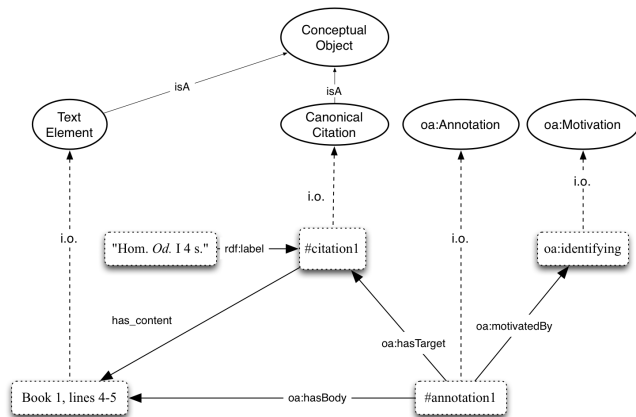 Conceptual
Object
isA
isA
Text
Element
Canonical
Citation
oa:Annotation
oa:Motivation
i.o.
i.o.
i.o.
i.o.
"Hom. Od. I 4 s."
rdf:label
#citation1
oa:identifying
has_content
oa:hasTarget
oa:motivatedBy
Book 1, lines 4-5
oa:hasBody
#annotation1